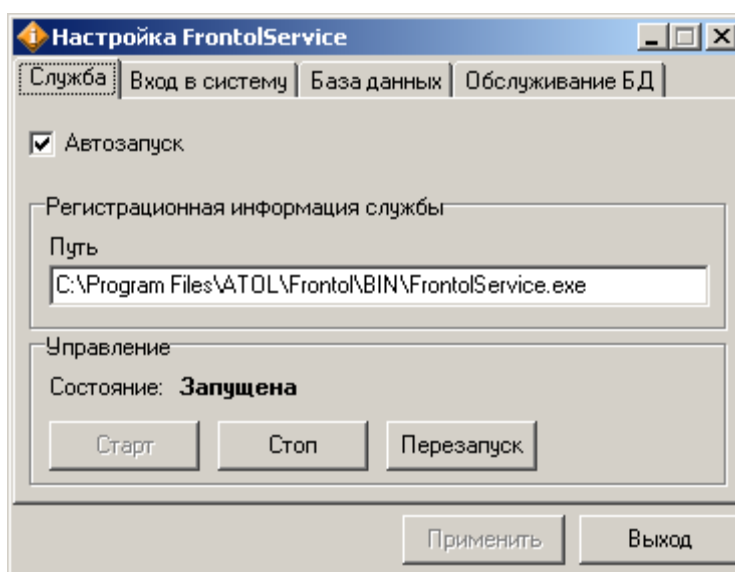 Настройка FrontolService
Служба Вход в систему База данных Обслуживание БД
Автозапуск
Регистрационная информация службы
Путь
C:\Program Files\ATOL\Frontol\BIN\FrontolService.exe
Управление
Состояние: Запущена
Старт Стоп Перезапуск
Применить Выход